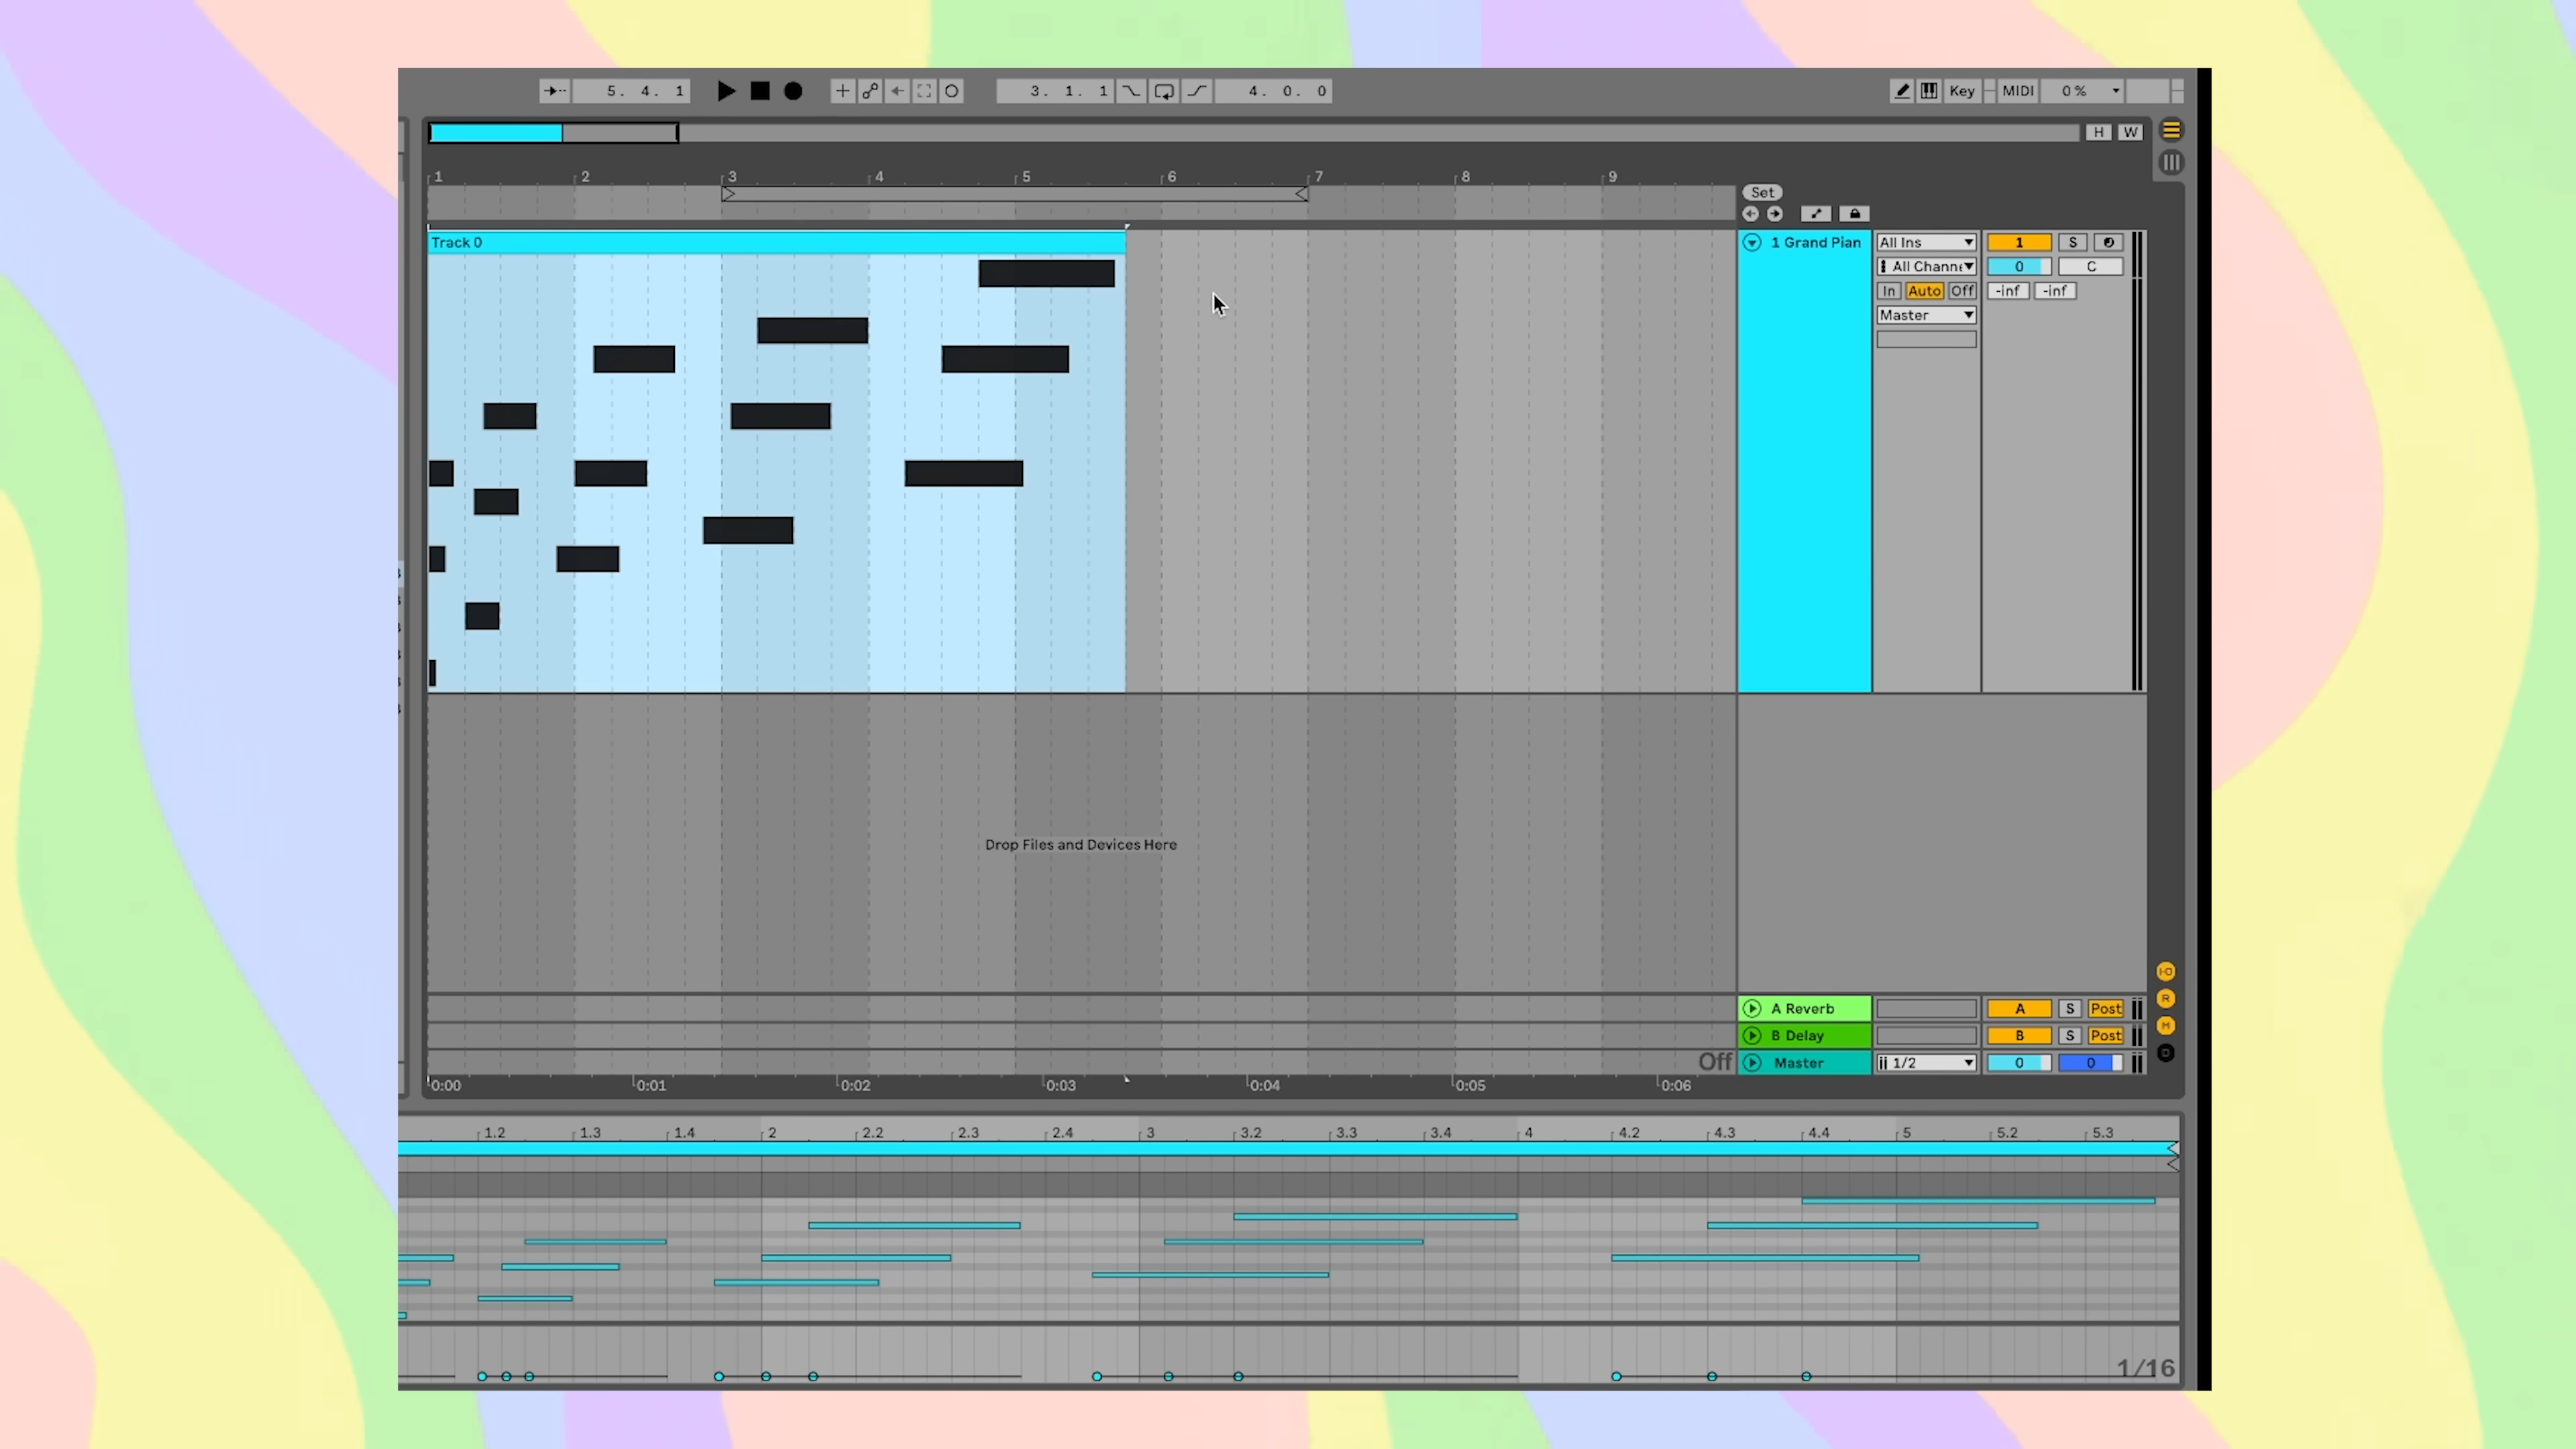 5. 4. 1
3. 1. 1
4. 0. 0
Key
MIDI
0 %
H W
1 2 3 4 5 6 7 8 9
Set
Track 0
1 Grand Pian
All Ins
1
S
All Channe
0
C
In Auto Off
-inf
-inf
Master
Drop Files and Devices Here
A Reverb
A
S
Post
B Delay
B
S
Post
Off
Master
1/2
0
0
I-O
R
M
D
0:00 0:01 0:02 0:03 0:04 0:05 0:06
1.2 1.3 1.4 2 2.2 2.3 2.4 3 3.2 3.3 3.4 4 4.2 4.3 4.4 5 5.2 5.3
1/16